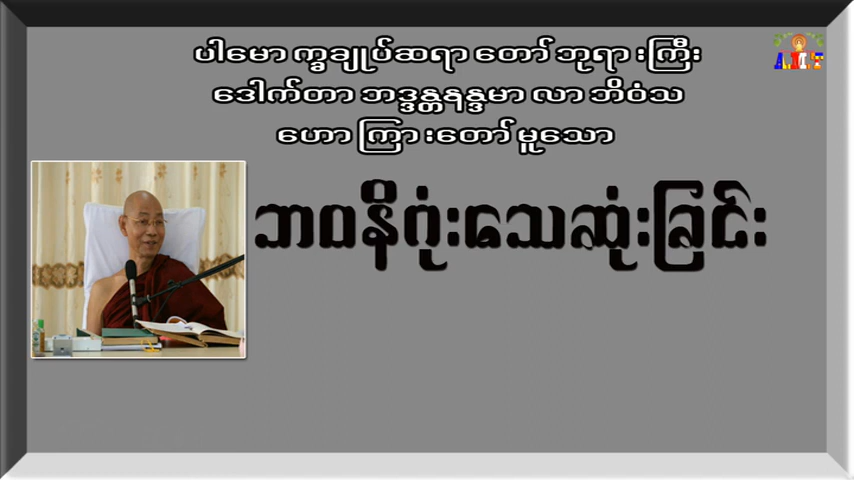 ပါမောက္ခချုပ်ဆရာ တော် ဘုရား ကြီး
ဒေါက်တာ ဘဒ္ဒန္တနန္ဒမာ လာ ဘိဝံသ
ဟော ကြား တော် မူသော
ဘဝနိဂုံးသေဆုံးခြင်း
A.M.T